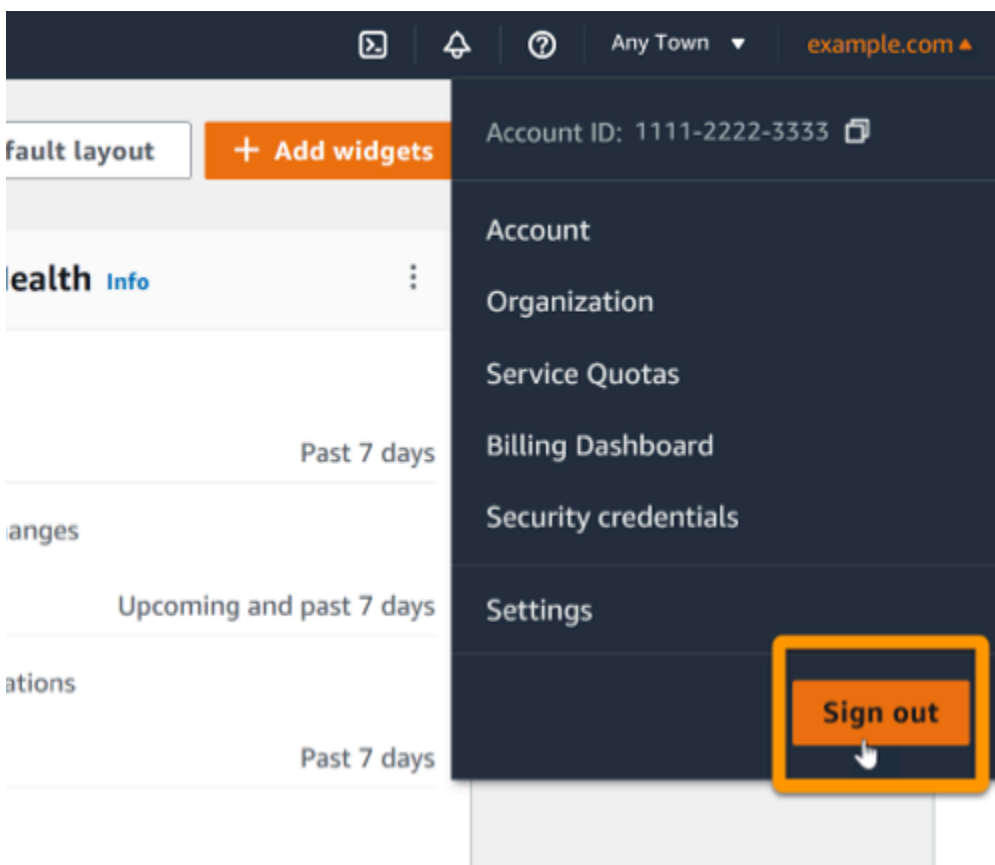 Any Town
example.com
fault layout
+ Add widgets
Account ID: 1111-2222-3333
Account
ealth Info
Organization
Service Quotas
Past 7 days
Billing Dashboard
anges
Security credentials
Upcoming and past 7 days
Settings
ations
Sign out
Past 7 days